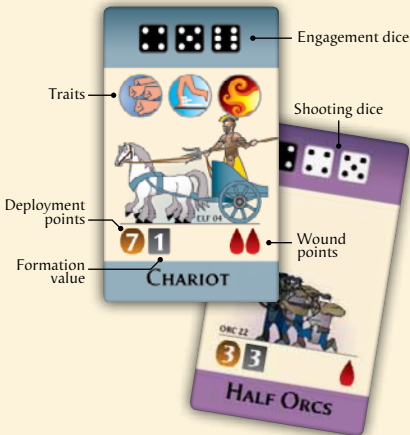 Engagement dice
Traits
Shooting dice
Deployment
points
ELF 04
7 1
Wound
points
Formation
value
CHARIOT
ORC 22
3 3
HALF ORCS